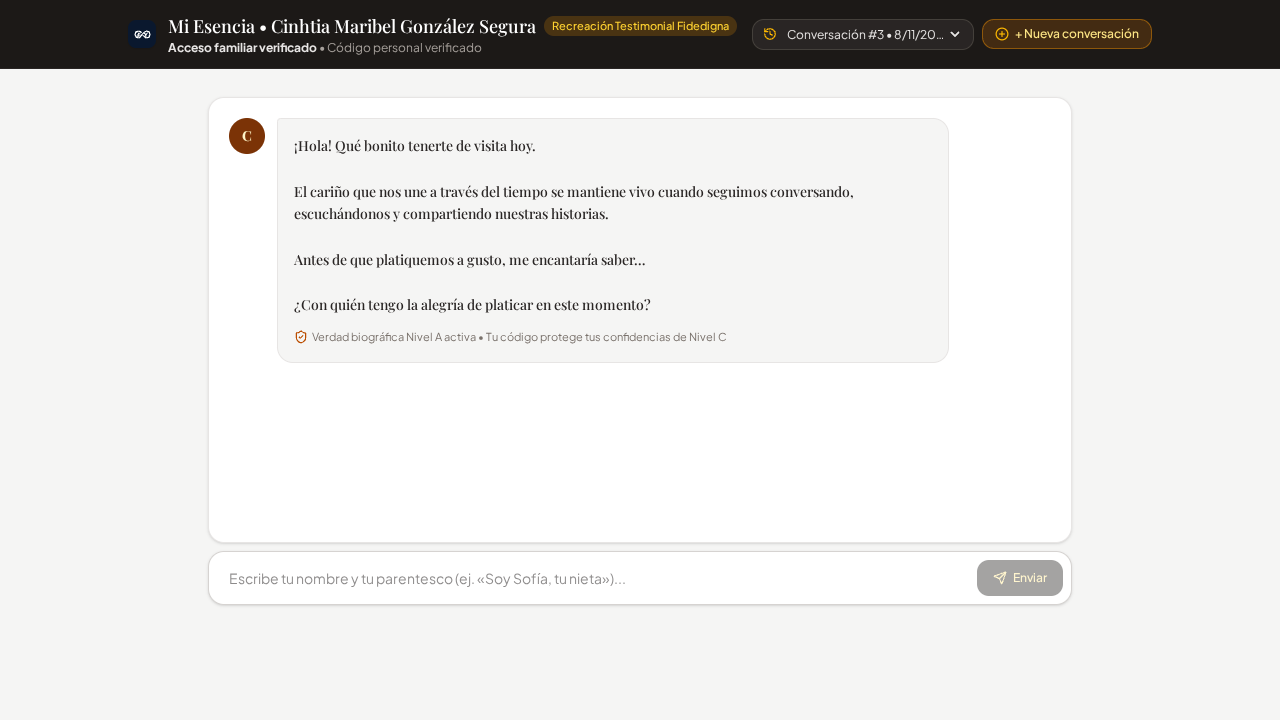 Mi Esencia • Cinhtia Maribel González Segura
Recreación Testimonial Fidedigna
Acceso familiar verificado • Código personal verificado
Conversación #3 • 8/11/20...
+ Nueva conversación
C
¡Hola! Qué bonito tenerte de visita hoy.
El cariño que nos une a través del tiempo se mantiene vivo cuando seguimos conversando,
escuchándonos y compartiendo nuestras historias.
Antes de que platiquemos a gusto, me encantaría saber...
¿Con quién tengo la alegría de platicar en este momento?
Verdad biográfica Nivel A activa • Tu código protege tus confidencias de Nivel C
Escribe tu nombre y tu parentesco (ej. «Soy Sofía, tu nieta»)...
Enviar